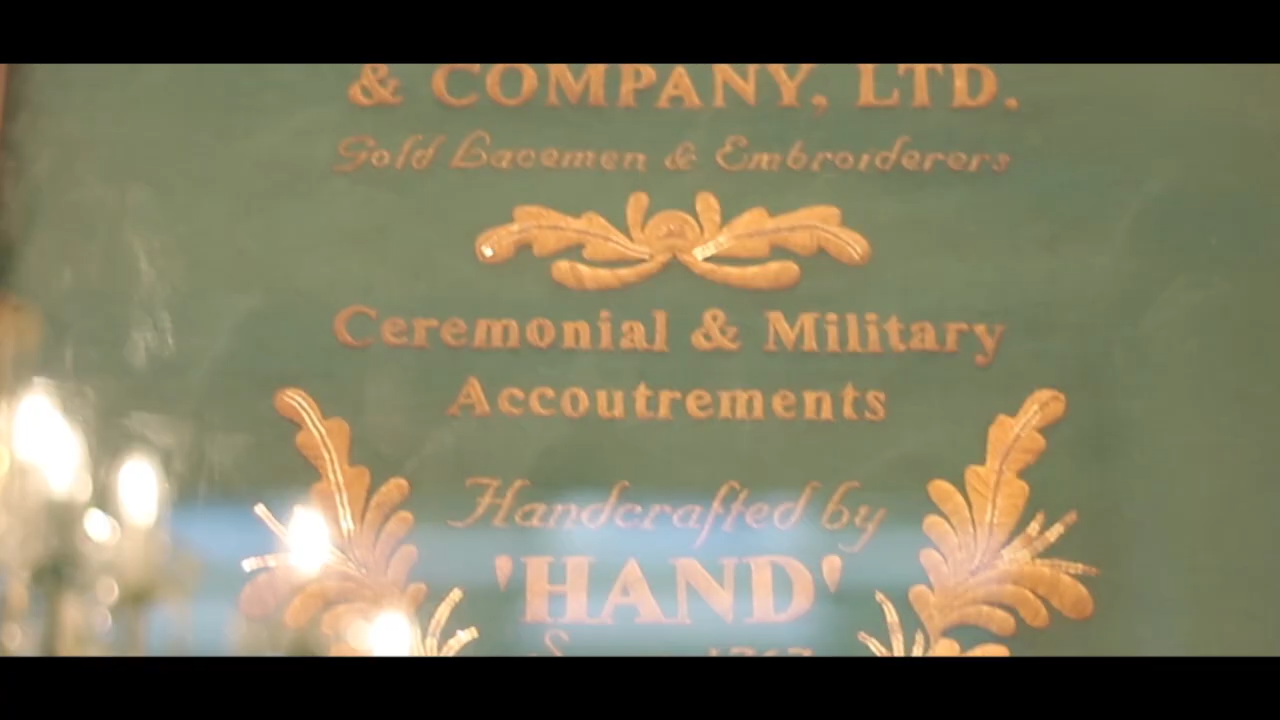 & COMPANY, LTD.
Gold Lacemen & Embroiderers
Ceremonial & Military
Accoutrements
Handcrafted by
'HAND'